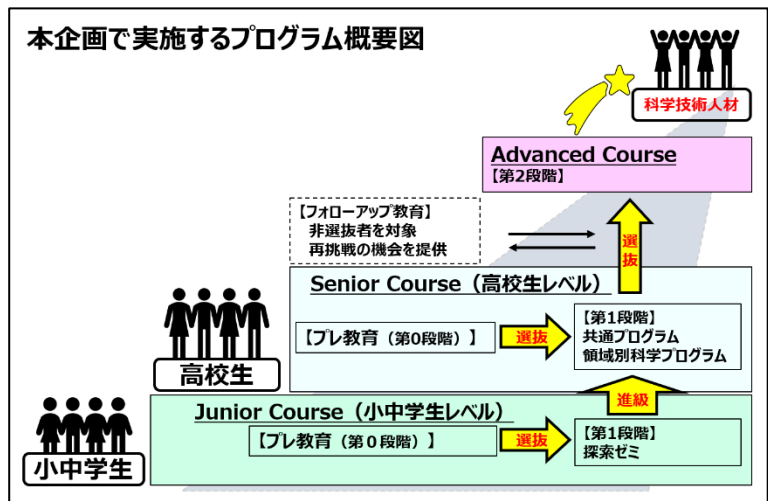 本企画で実施するプログラム概要図
科学技術人材
Advanced Course
【第2段階】
【フォローアップ教育】
非選抜者を対象
再挑戦の機会を提供
選抜
Senior Course（高校生レベル）
【プレ教育（第0段階）】
選抜
【第1段階】
共通プログラム
領域別科学プログラム
高校生
進級
Junior Course（小中学生レベル）
【プレ教育（第０段階）】
選抜
【第1段階】
探索ゼミ
小中学生